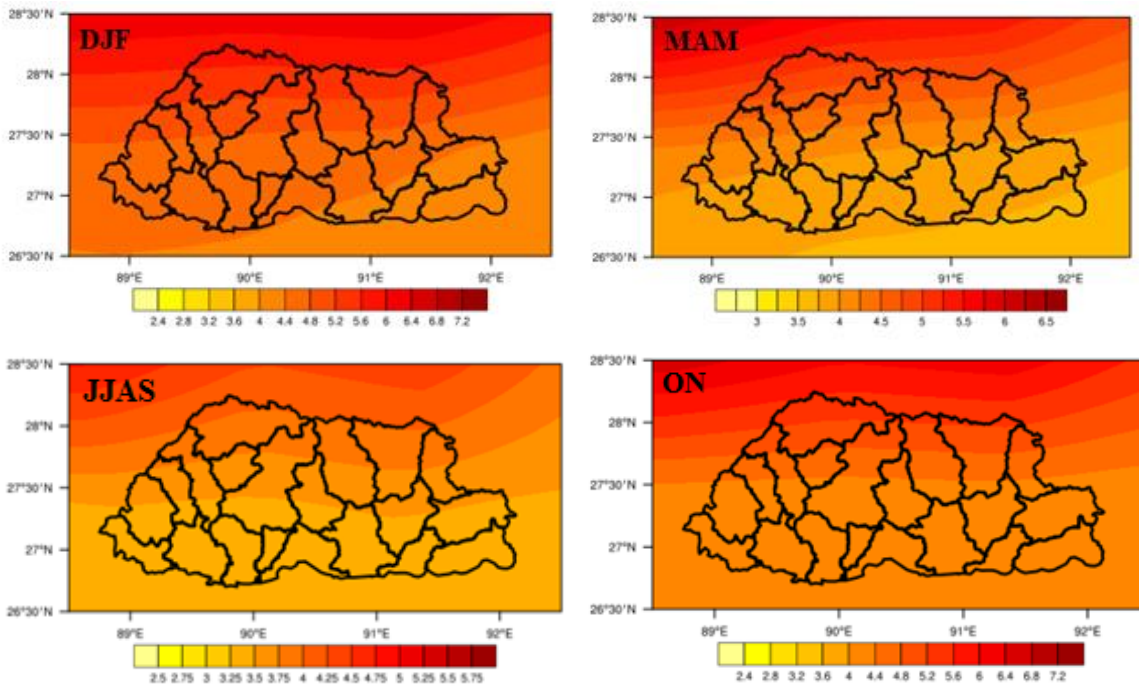 28°30'N
DJF
28°N
27°30'N
27°N
26°30'N
89°E 90°E 91°E 92°E
2.4 2.8 3.2 3.6 4 4.4 4.8 5.2 5.6 6 6.4 6.8 7.2
28°30'N
MAM
28°N
27°30'N
27°N
26°30'N
89°E 90°E 91°E 92°E
3 3.5 4 4.5 5 5.5 6 6.5
28°30'N
JJAS
28°N
27°30'N
27°N
26°30'N
89°E 90°E 91°E 92°E
2.5 2.75 3 3.25 3.5 3.75 4 4.25 4.5 4.75 5 5.25 5.5 5.75
28°30'N
ON
28°N
27°30'N
27°N
26°30'N
89°E 90°E 91°E 92°E
2.4 2.8 3.2 3.6 4 4.4 4.8 5.2 5.6 6 6.4 6.8 7.2